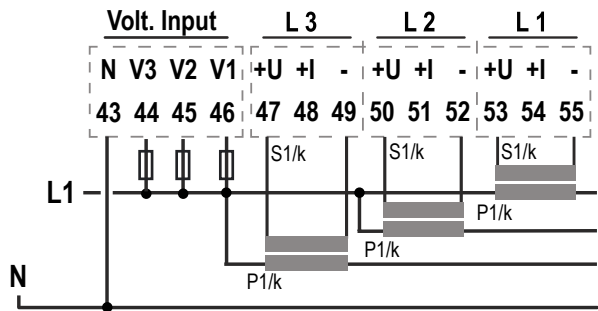 Volt. Input L 3 L 2 L 1
N V3 V2 V1 +U +I - +U +I - +U +I -
43 44 45 46 47 48 49 50 51 52 53 54 55
S1/k S1/k S1/k
L1
P1/k
P1/k
N P1/k